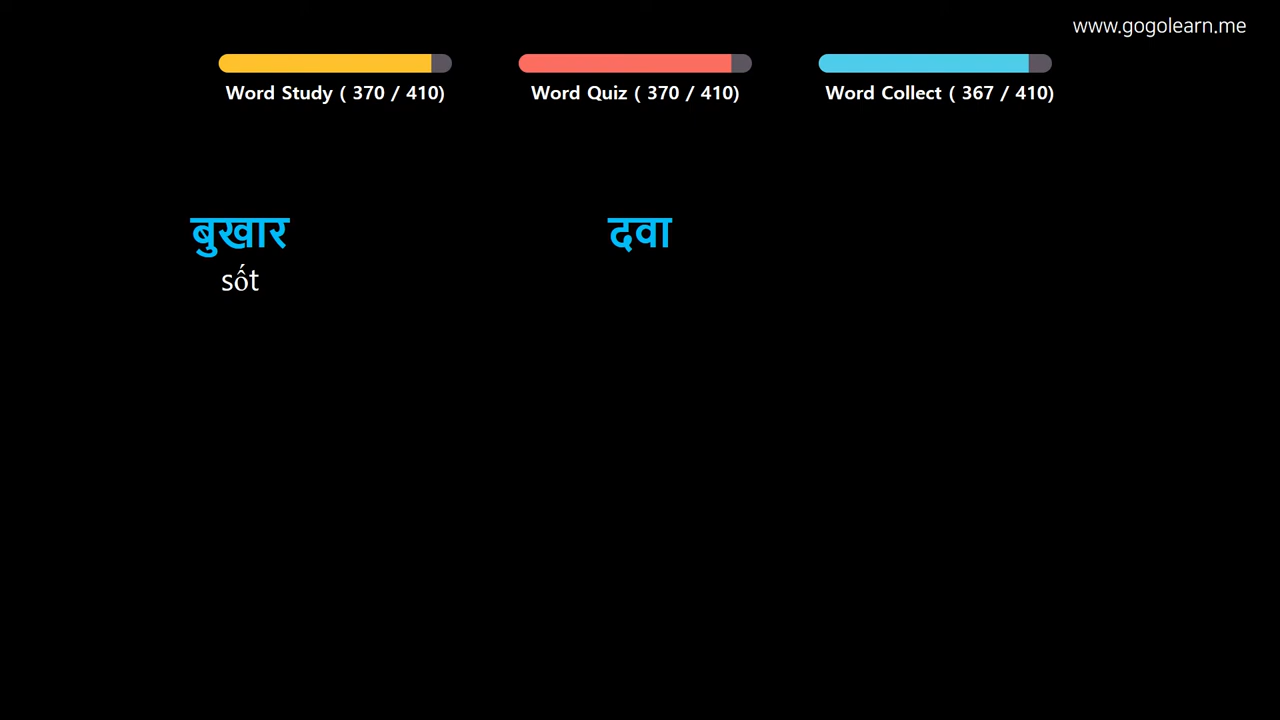 www.gogolearn.me
Word Study ( 370 / 410)
Word Quiz ( 370 / 410)
Word Collect ( 367 / 410)
बुखार
sốt
दवा